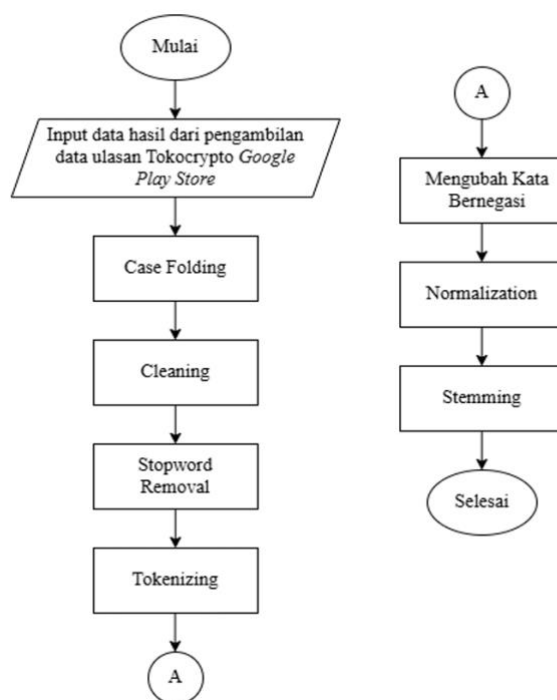 Mulai
Input data hasil dari pengambilan
data ulasan Tokocrypto Google
Play Store
Case Folding
Cleaning
Stopword
Removal
Tokenizing
A
A
Mengubah Kata
Bernegasi
Normalization
Stemming
Selesai